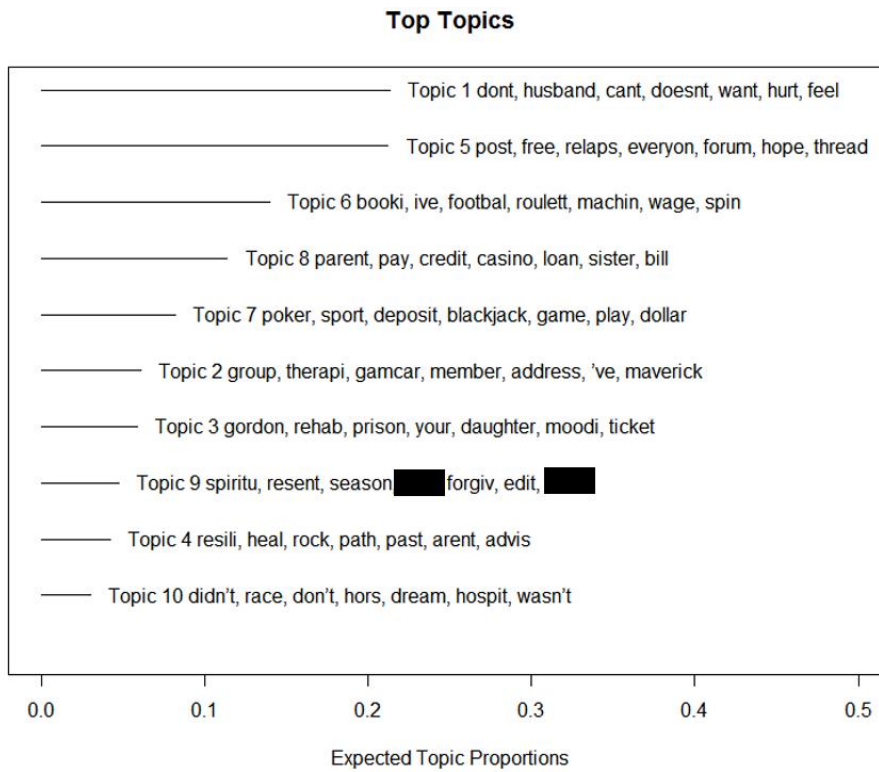 Top Topics
Topic 1 dont, husband, cant, doesnt, want, hurt, feel
Topic 5 post, free, relaps, everyon, forum, hope, thread
Topic 6 booki, ive, footbal, roulett, machin, wage, spin
Topic 8 parent, pay, credit, casino, loan, sister, bill
Topic 7 poker, sport, deposit, blackjack, game, play, dollar
Topic 2 group, therapi, gamcar, member, address, ’ve, maverick
Topic 3 gordon, rehab, prison, your, daughter, moodi, ticket
Topic 9 spiritu, resent, season forgiv, edit,
Topic 4 resili, heal, rock, path, past, arent, advis
Topic 10 didn’t, race, don’t, hors, dream, hospit, wasn’t
0.0 0.1 0.2 0.3 0.4 0.5
Expected Topic Proportions